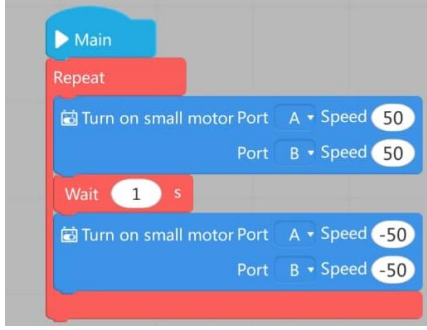 Main
Repeat
Turn on small motor Port A Speed 50
Port B Speed 50
Wait 1 s
Turn on small motor Port A Speed -50
Port B Speed -50